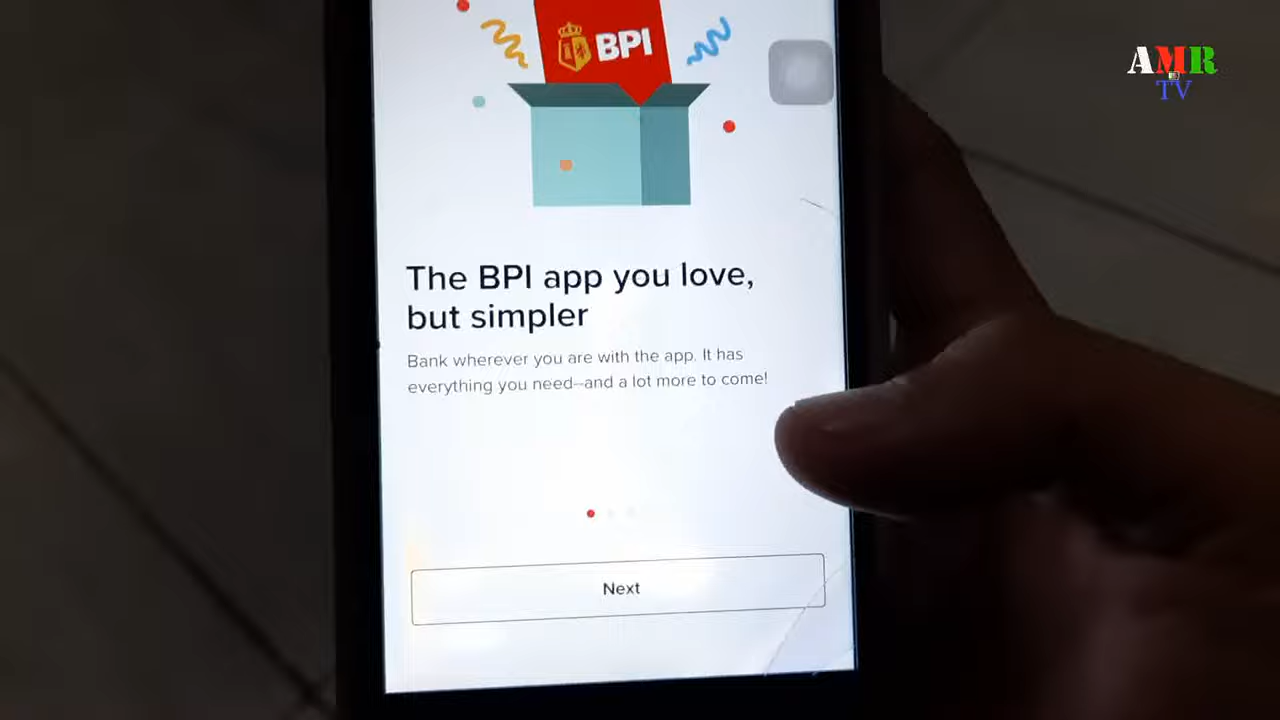 BPI
AMR
TV
The BPI app you love,
but simpler
Bank wherever you are with the app. It has
everything you need–and a lot more to come!
Next